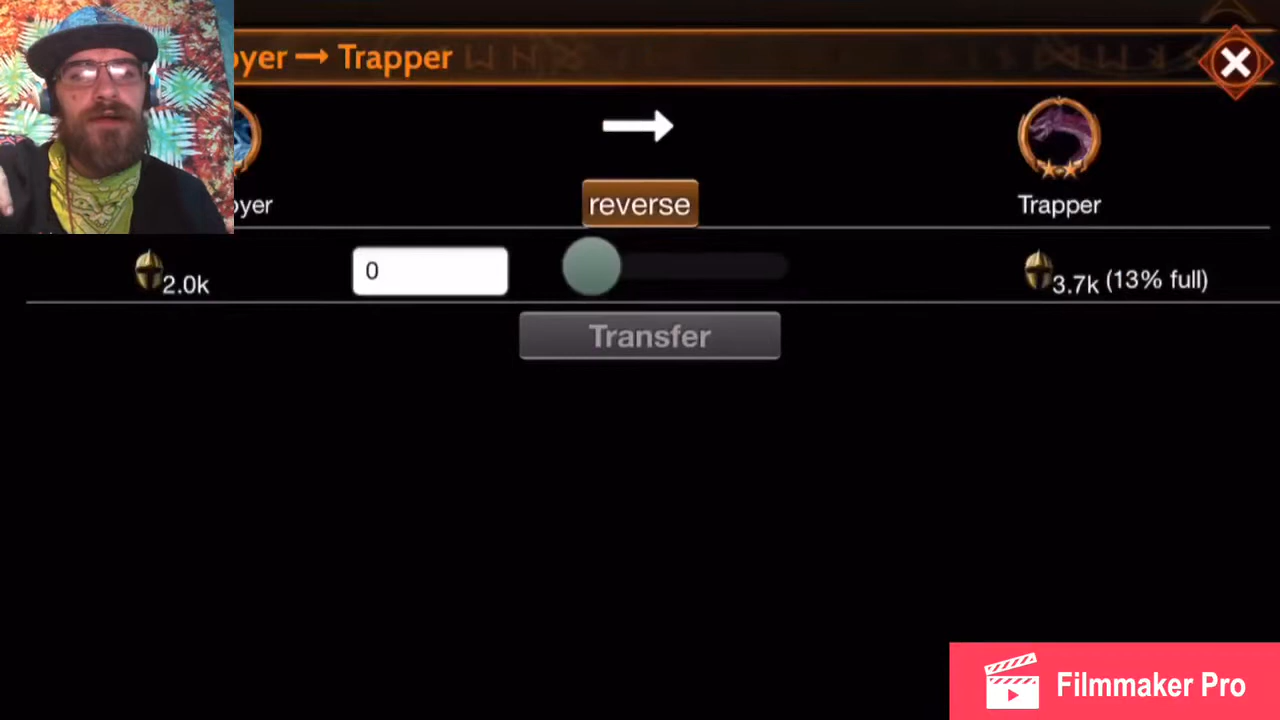 oyer → Trapper
reverse
oyer
Trapper
2.0k
0
3.7k (13% full)
Transfer
Filmmaker Pro